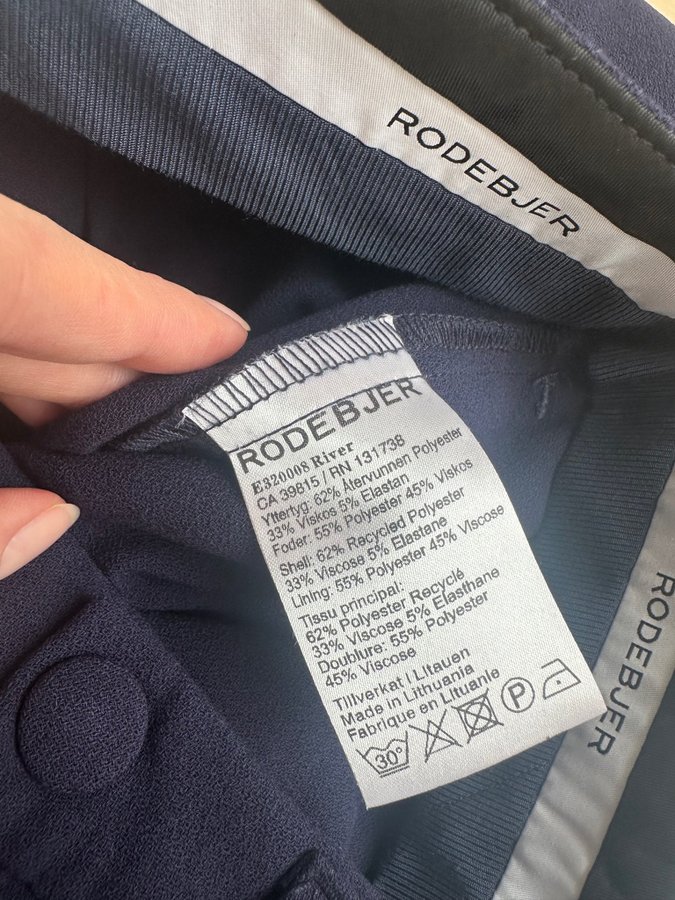 RODEBJER
RODEBJER
E320008 River
CA 39815 / RN 131738
Yttertyg: 62% Återvunnen Polyester
33% Viskos 5% Elastan
Foder: 55% Polyester 45% Viskos
Shell: 62% Recycled Polyester
33% Viscose 5% Elastane
Lining: 55% Polyester 45% Viscose
Tissu principal:
62% Polyester Recyclé
33% Viscose 5% Elasthane
Doublure: 55% Polyester
45% Viscose
Tillverkat i Litauen
Made in Lithuania
Fabrique en Lituanie
30° P
RODEBJER